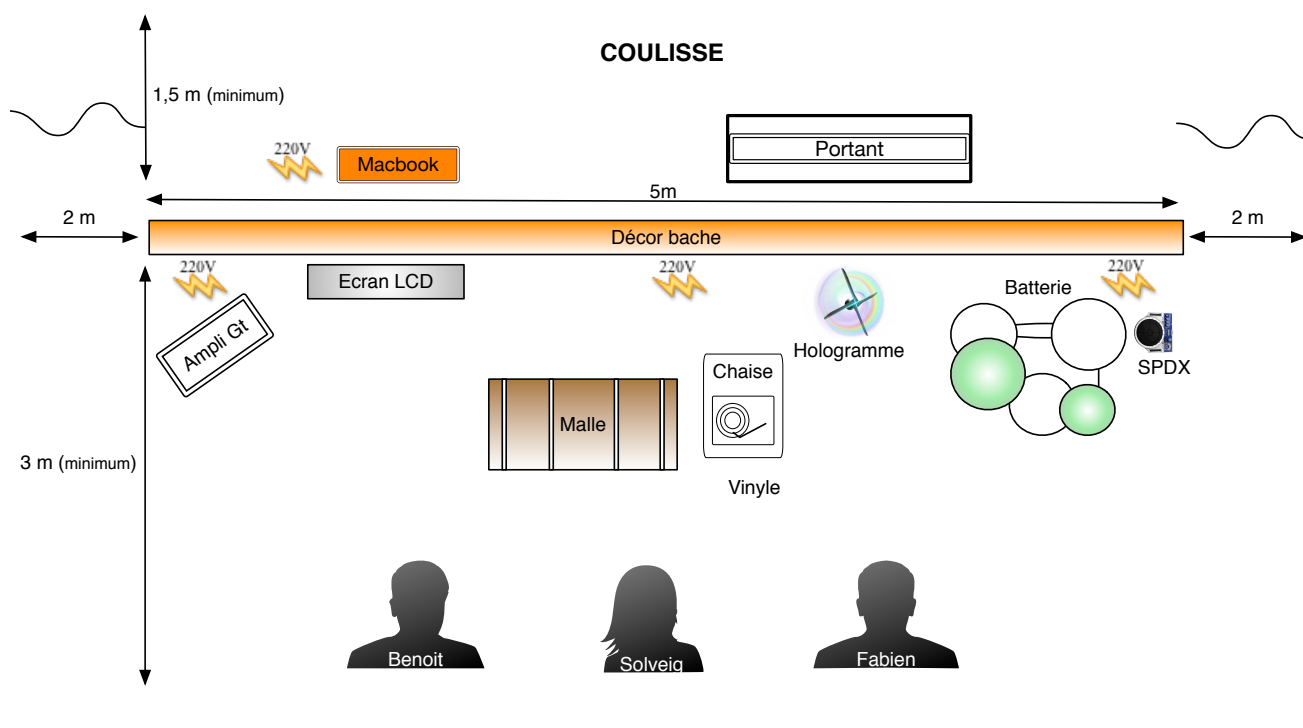 COULISSE
1,5 m (minimum)
220V
Macbook
Portant
5m
2 m
Décor bache
2 m
220V
Ecran LCD
220V
220V
Batterie
Ampli Gt
Hologramme
SPDX
Chaise
Malle
3 m (minimum)
Vinyle
Benoit
Solveig
Fabien